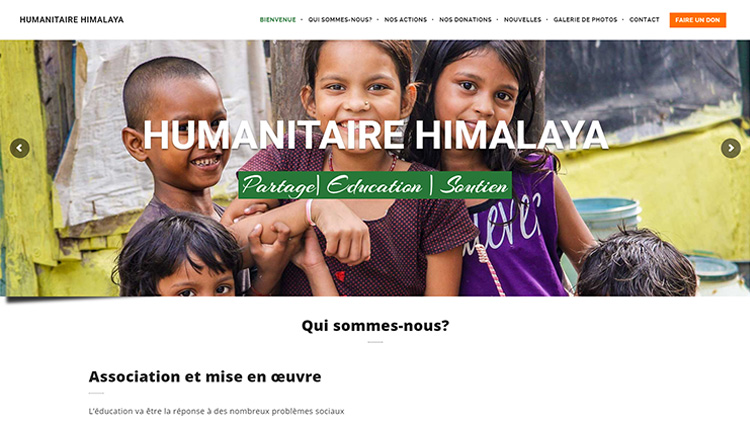 HUMANITAIRE HIMALAYA
BIENVENUE • QUI SOMMES-NOUS? • NOS ACTIONS • NOS DONATIONS • NOUVELLES • GALERIE DE PHOTOS • CONTACT FAIRE UN DON
HUMANITAIRE HIMALAYA
Partage| Education | Soutien
Qui sommes-nous?
Association et mise en œuvre
L'éducation va être la réponse à des nombreux problèmes sociaux